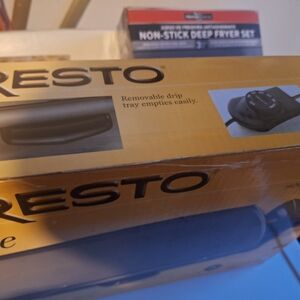 NON-STICK DEEP FRYER SET
RESTO
Removable drip
tray empties easily.
RESTO
e